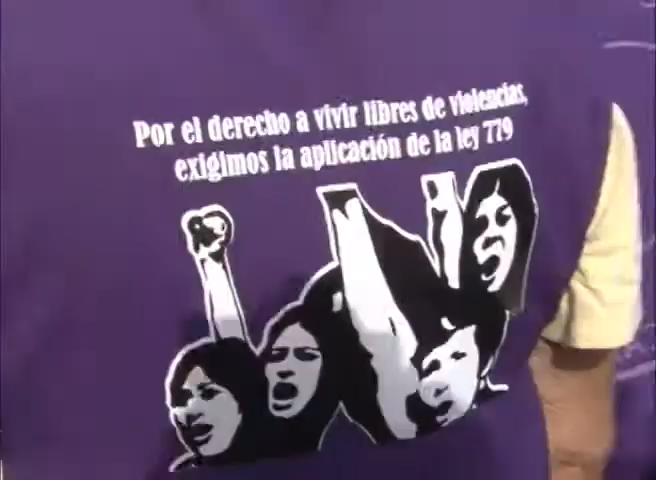 Por el derecho a vivir libres de violencias,
exigimos la aplicación de la ley 779